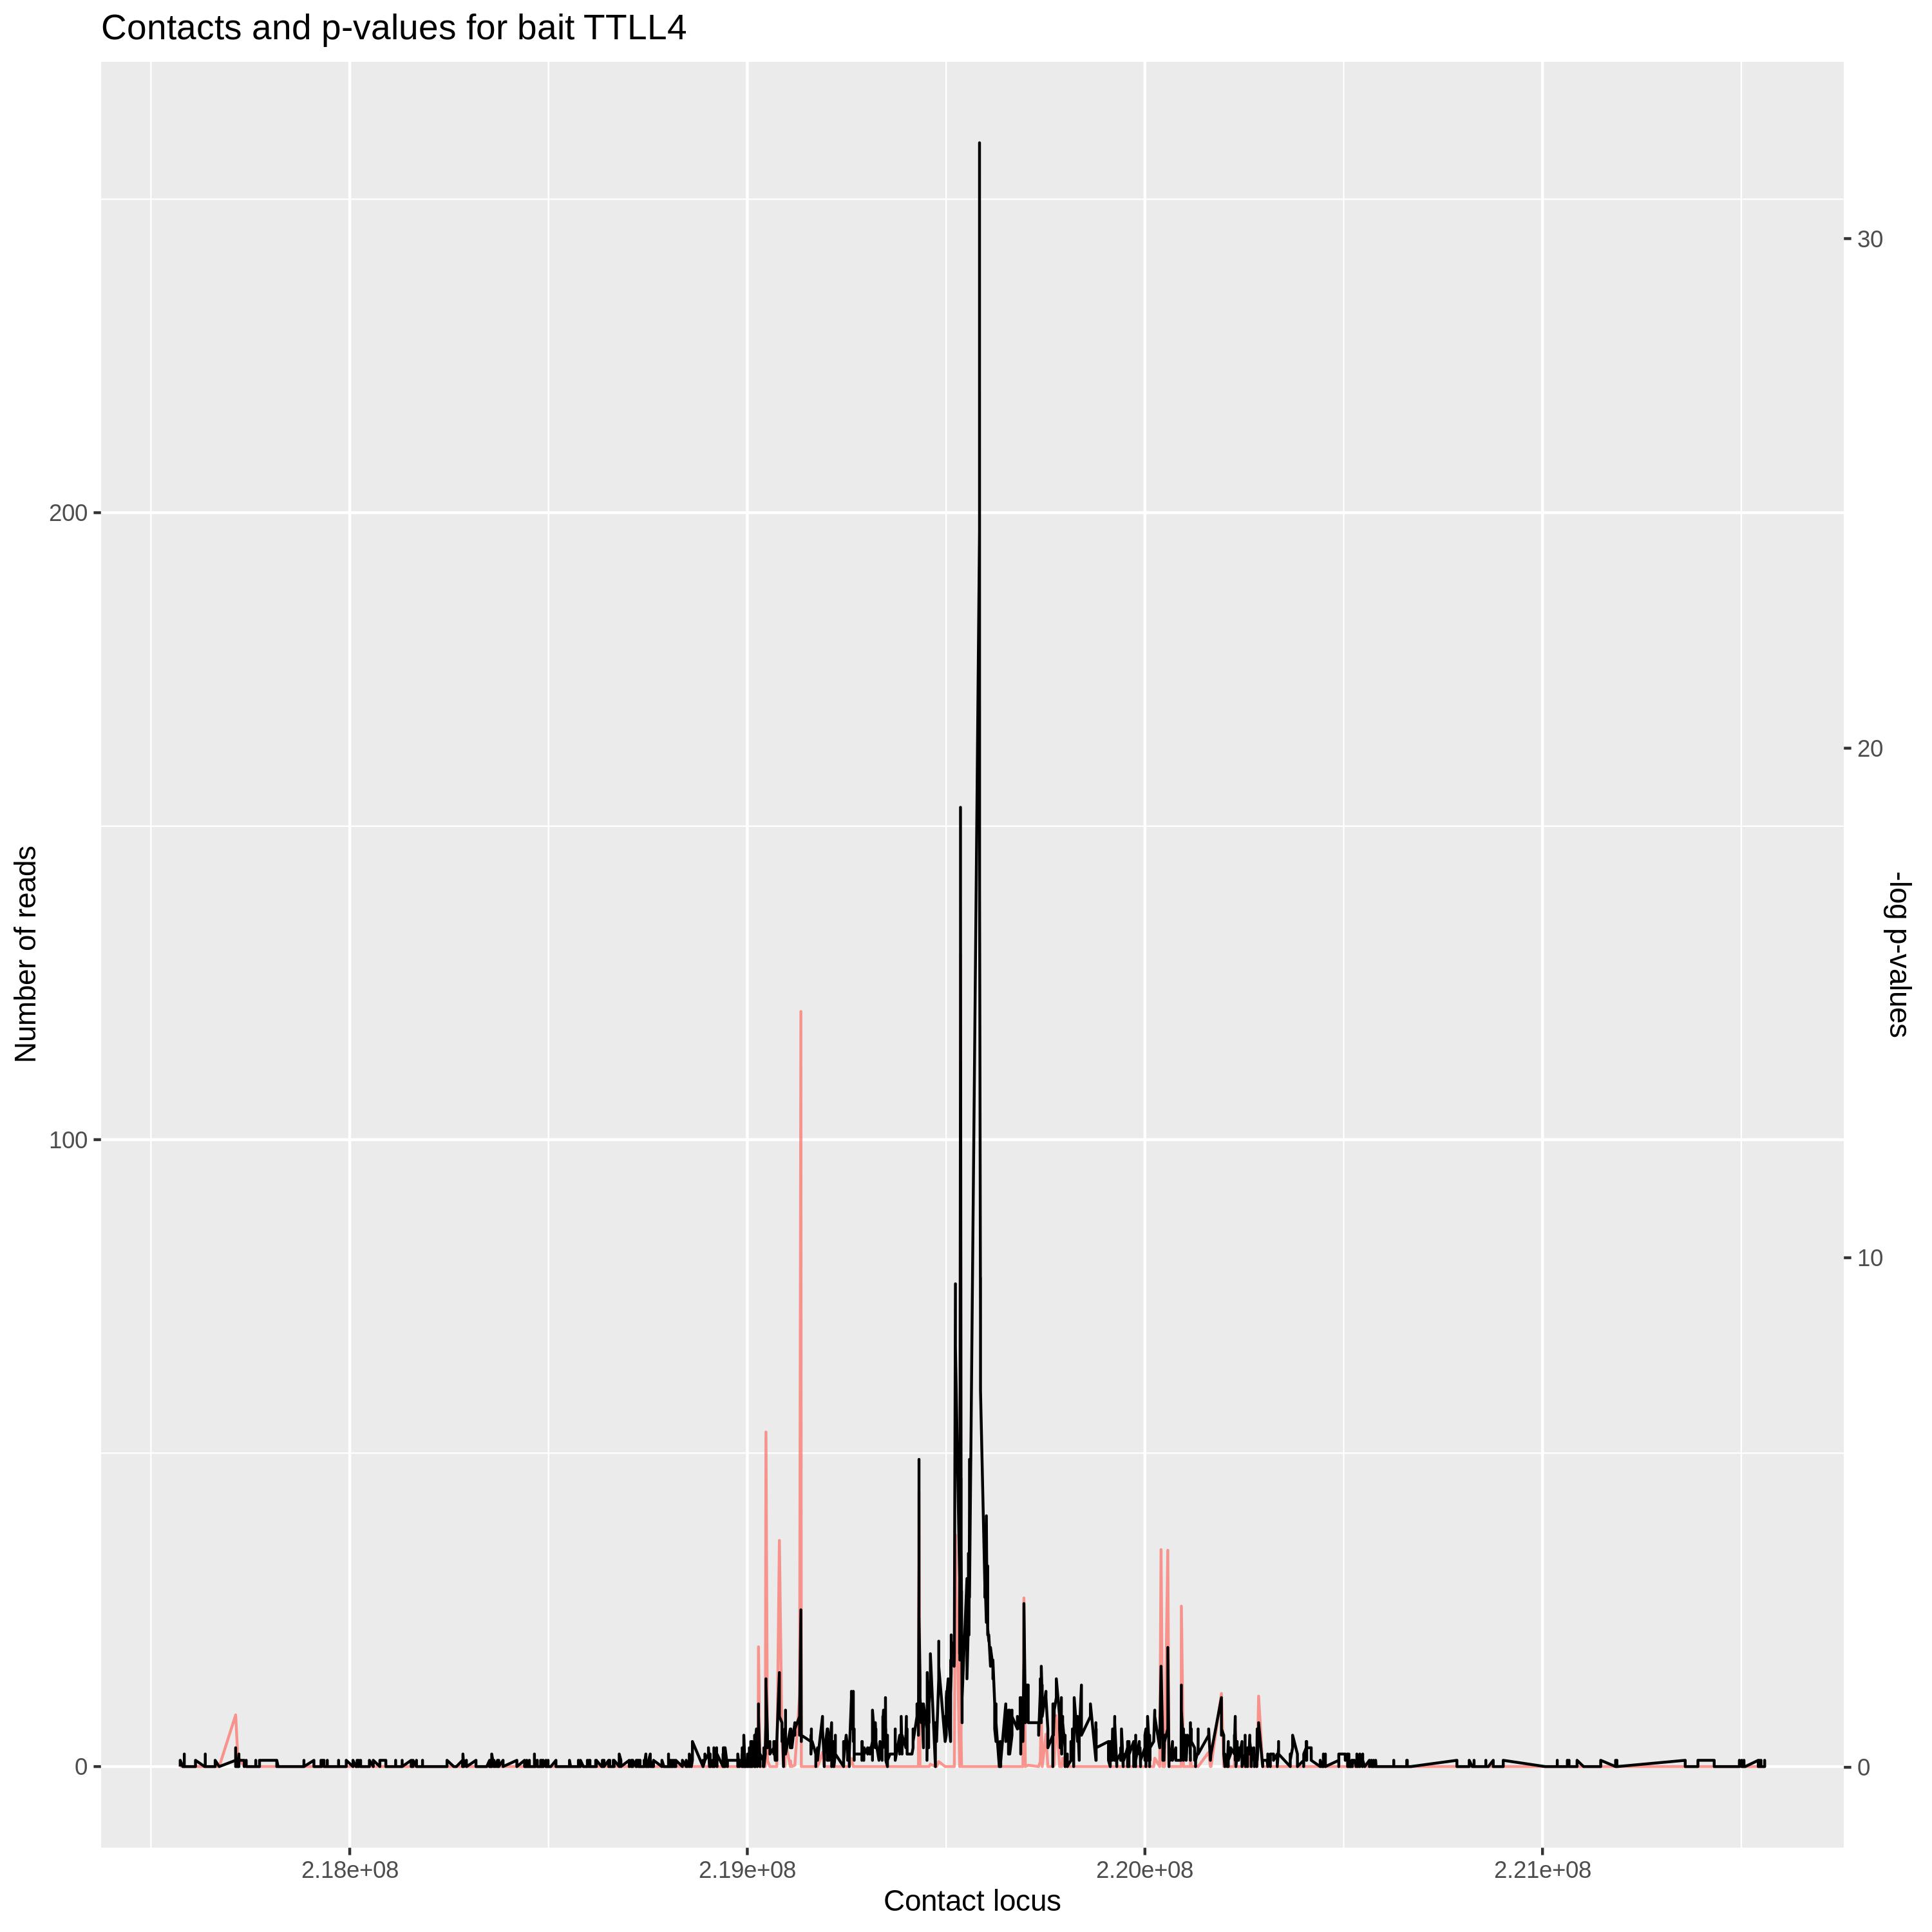 Contacts and p-values for bait TTLL4
Number of reads
200
100
0
30
20
10
0
-log p-values
2.18e+08
2.19e+08
2.20e+08
2.21e+08
Contact locus